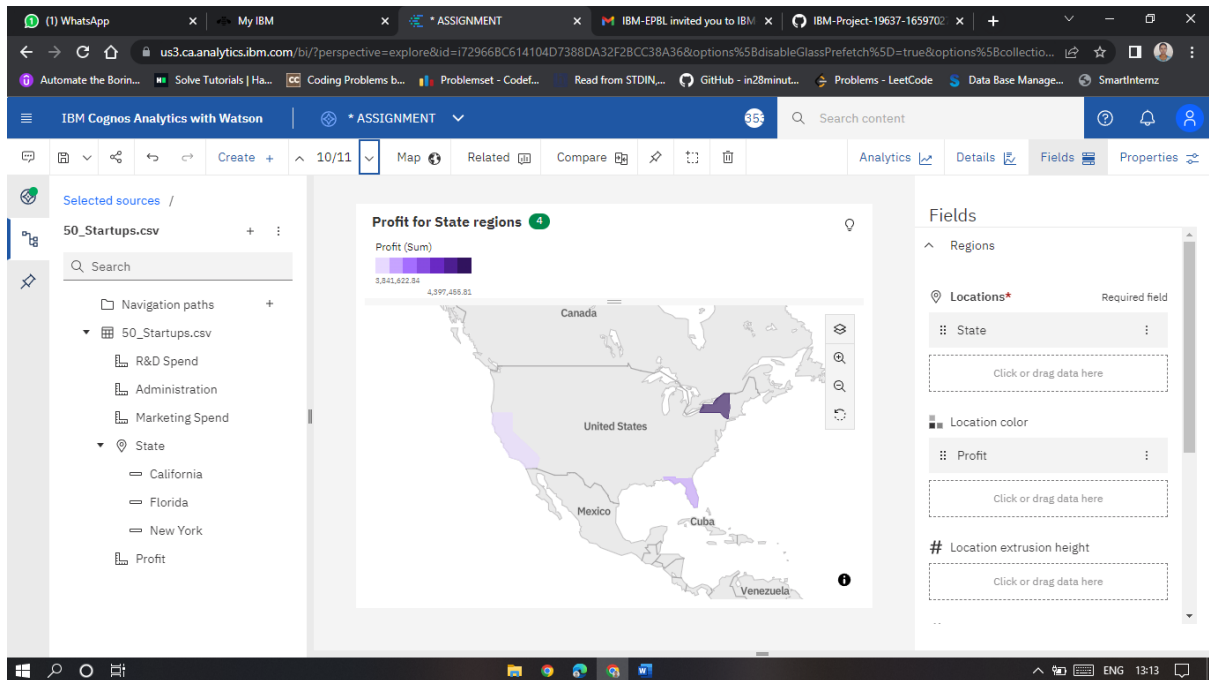 (1) WhatsApp
My IBM
* ASSIGNMENT
IBM-EPBL invited you to IBM
IBM-Project-19637-1659702
us3.ca.analytics.ibm.com/bi/?perspective=explore&id=i72966BC614104D7388DA32F2BCC38A36&options%5BdisableGlassPrefetch%5D=true&options%5Bcollectio...
Automate the Borin...
Solve Tutorials | Ha...
Coding Problems b...
Problemset - Codef...
Read from STDIN,...
GitHub - in28minut...
Problems - LeetCode
Data Base Manage...
SmartInternz
IBM Cognos Analytics with Watson
* ASSIGNMENT
Search content
Create +
10/11
Map
Related
Compare
Analytics
Details
Fields
Properties
Selected sources /
50_Startups.csv
Search
Navigation paths
50_Startups.csv
R&D Spend
Administration
Marketing Spend
State
California
Florida
New York
Profit
Profit for State regions 4
Profit (Sum)
3,841,622.84
4,397,455.81
Canada
United States
Mexico
Cuba
Venezuela
Fields
Regions
Locations* Required field
State
Click or drag data here
Location color
Profit
Click or drag data here
# Location extrusion height
Click or drag data here
ENG 13:13